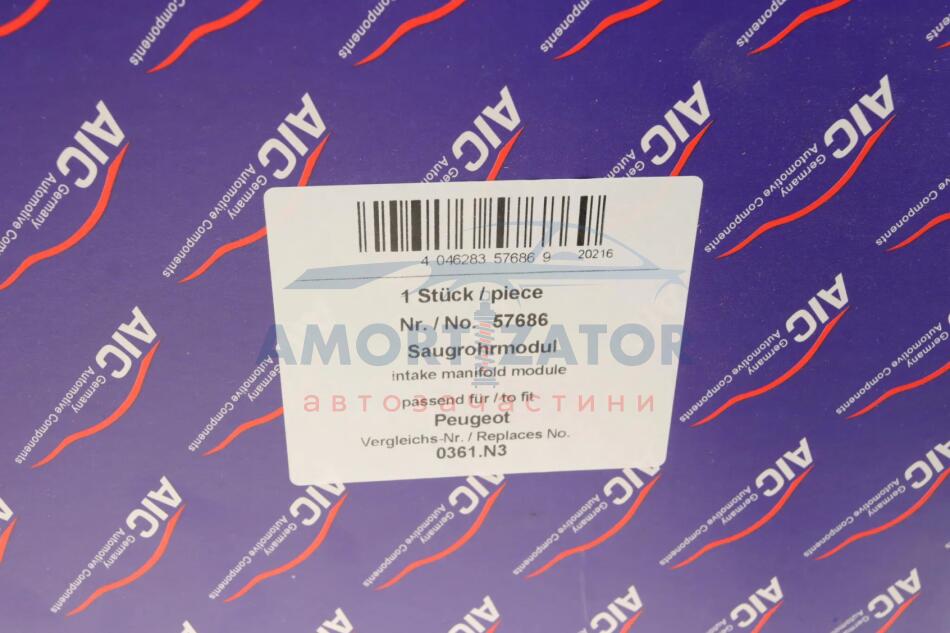 4 046283 57686 9 20216
1 Stück / piece
Nr. / No. 57686
Saugrohrmodul
intake manifold module
passend für / to fit
Peugeot
Vergleichs-Nr. / Replaces No.
0361.N3
AMORTIZATOR
автозапчастини
AIC
Germany
Automotive Components